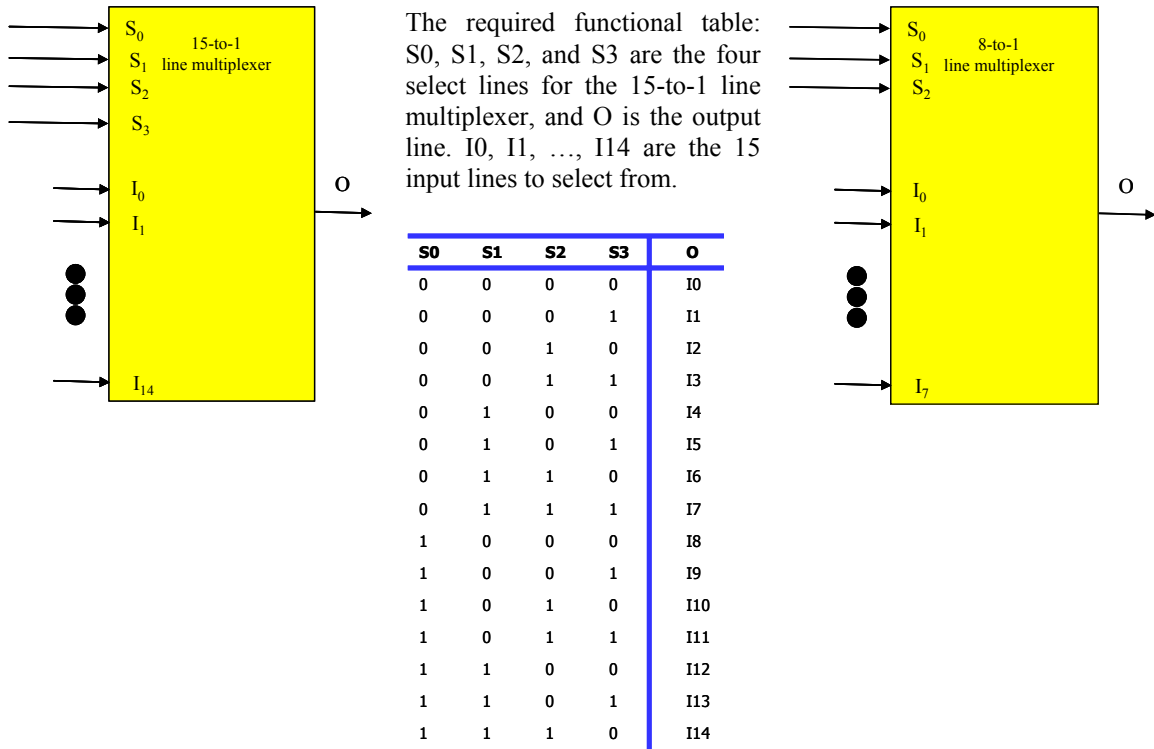 S0
S1
S2
S3
15-to-1
line multiplexer
I0
I1
I14
O
The required functional table:
S0, S1, S2, and S3 are the four
select lines for the 15-to-1 line
multiplexer, and O is the output
line. I0, I1, …, I14 are the 15
input lines to select from.
S0 S1 S2 S3 O
0 0 0 0 I0
0 0 0 1 I1
0 0 1 0 I2
0 0 1 1 I3
0 1 0 0 I4
0 1 0 1 I5
0 1 1 0 I6
0 1 1 1 I7
1 0 0 0 I8
1 0 0 1 I9
1 0 1 0 I10
1 0 1 1 I11
1 1 0 0 I12
1 1 0 1 I13
1 1 1 0 I14
S0
S1
S2
8-to-1
line multiplexer
I0
I1
I7
O